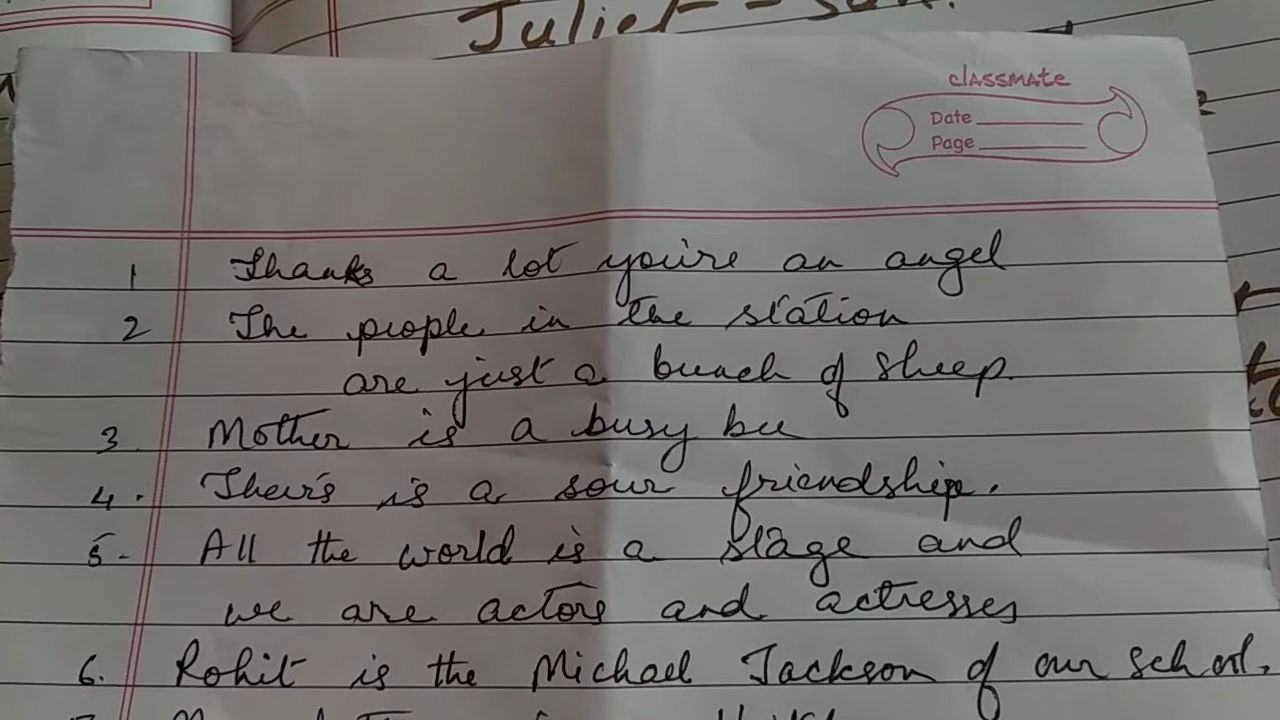 Juliet - sun.
classmate
Date
Page
1 Thanks a lot you're an angel
2 The people in the station
are just a bunch of sheep.
3. Mother is a busy bee
4. Their's is a sour friendship.
5- All the world is a stage and
we are actors and actresses
6. Rohit is the Michael Jackson of our school.